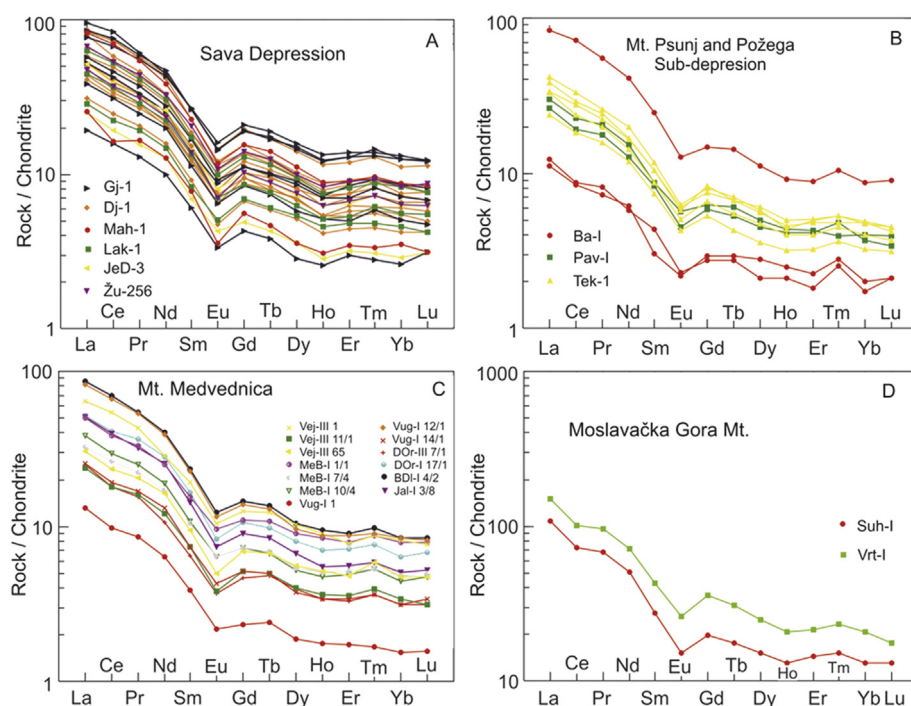 A
Sava Depression
Rock / Chondrite
100
10
1
Gj-1
Dj-1
Mah-1
Lak-1
JeD-3
Žu-256
Ce Nd Eu Tb Ho Tm Lu
La Pr Sm Gd Dy Er Yb
B
Mt. Psunj and Požega
Sub-depresion
Rock / Chondrite
100
10
1
Ba-I
Pav-I
Tek-1
Ce Nd Eu Tb Ho Tm Lu
La Pr Sm Gd Dy Er Yb
C
Mt. Medvednica
Rock / Chondrite
100
10
1
Vej-III 1
Vej-III 11/1
Vej-III 65
MeB-I 1/1
MeB-I 7/4
MeB-I 10/4
Vug-I 1
Vug-I 12/1
Vug-I 14/1
DOr-III 7/1
DOr-I 17/1
BDI-I 4/2
Jal-I 3/8
Ce Nd Eu Tb Ho Tm Lu
La Pr Sm Gd Dy Er Yb
D
Moslavačka Gora Mt.
Rock / Chondrite
1000
100
10
Suh-I
Vrt-I
Ce Nd Eu Tb Ho Tm
La Pr Sm Gd Dy Er Yb Lu